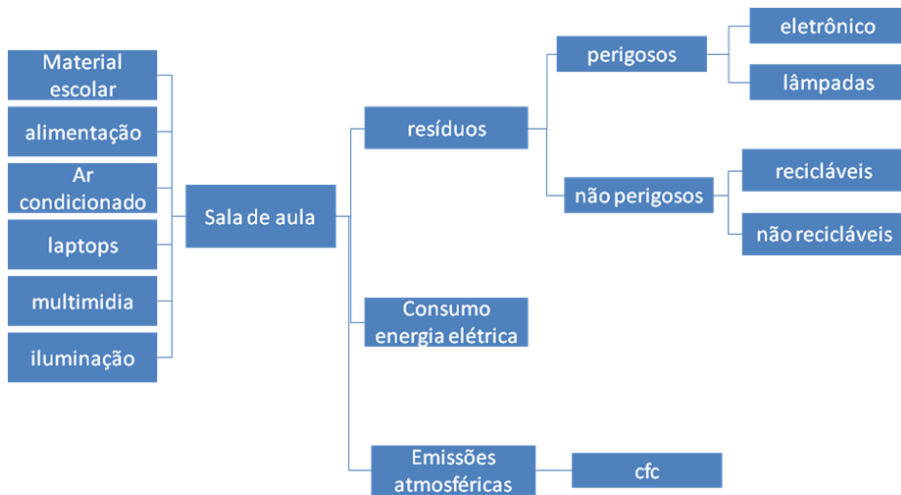 Material
escolar
alimentação
Ar
condicionado
laptops
multimidia
iluminação
Sala de aula
resíduos
perigosos
eletrônico
lâmpadas
não perigosos
recicláveis
não recicláveis
Consumo
energia elétrica
Emissões
atmosféricas
cfc